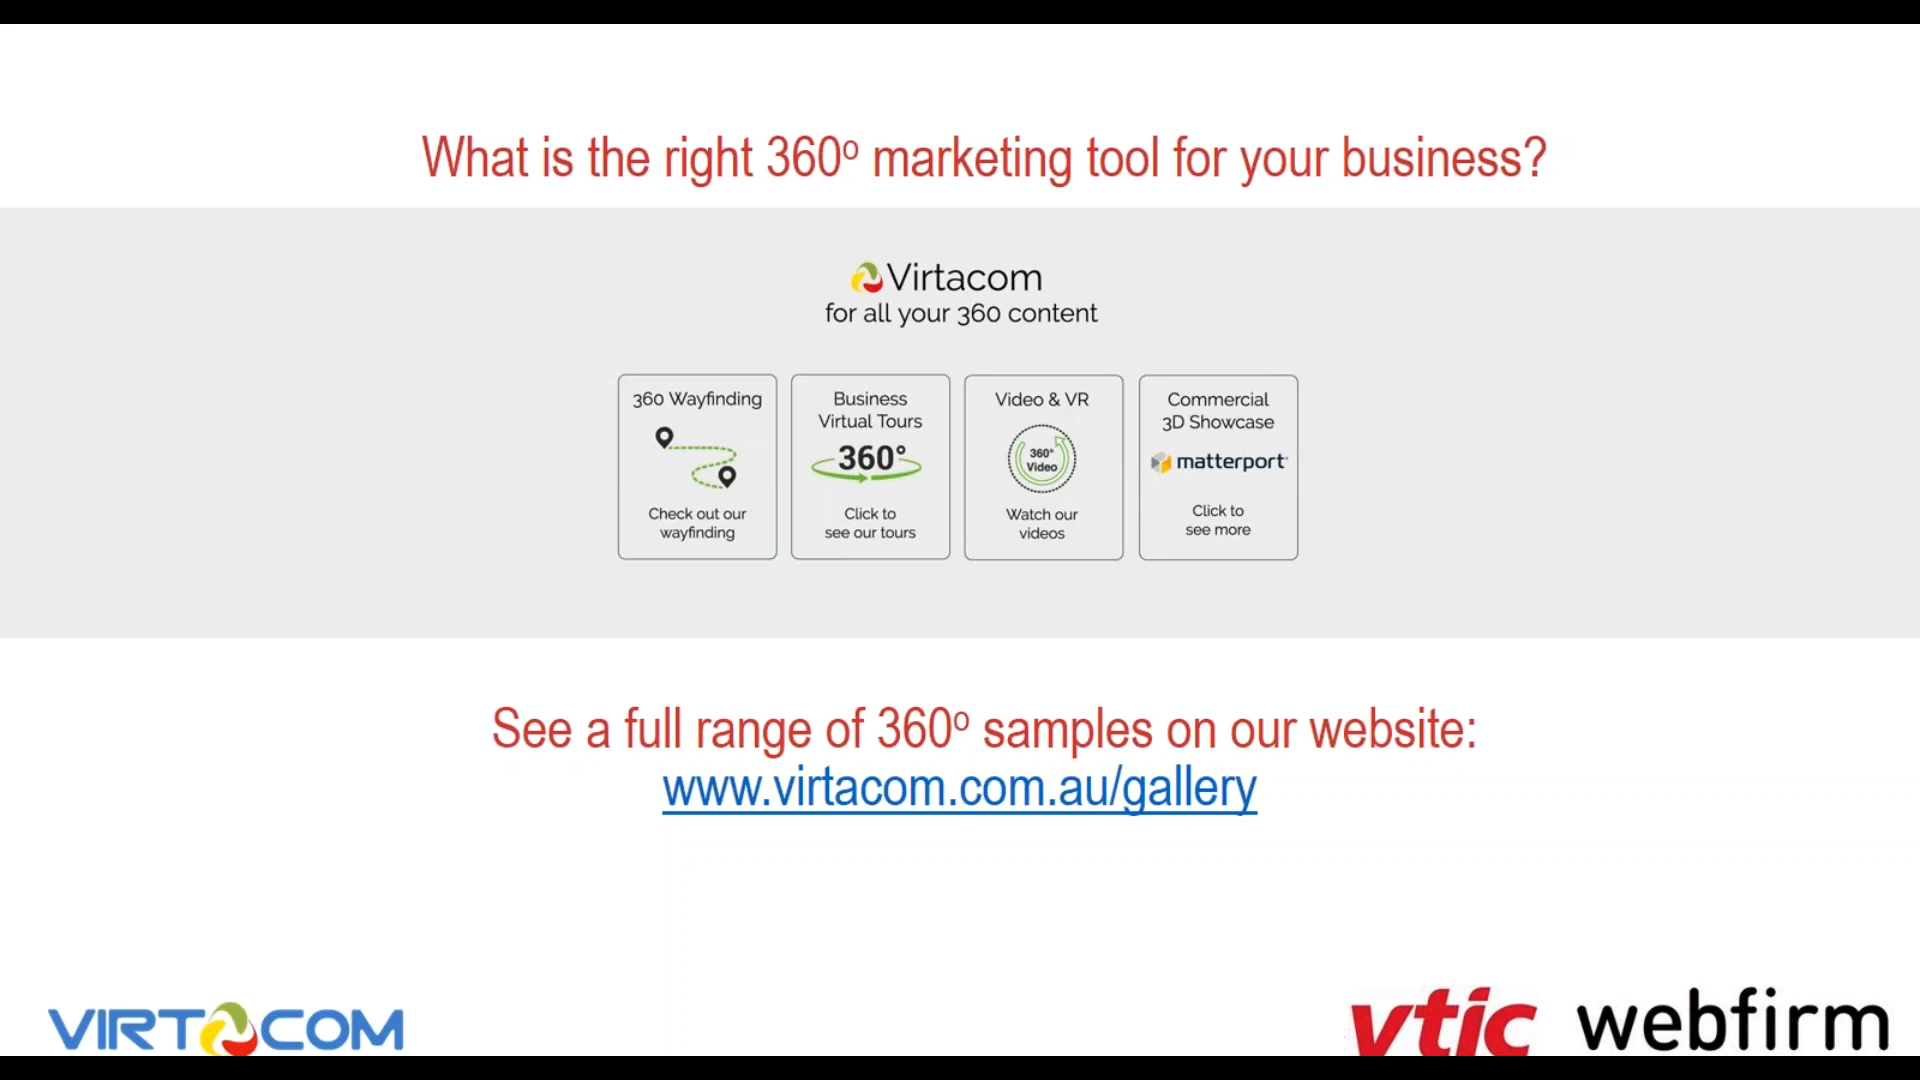 What is the right 360º marketing tool for your business?
Virtacom
for all your 360 content
360 Wayfinding
Check out our
wayfinding
Business
Virtual Tours
360°
Click to
see our tours
Video & VR
360°
Video
Watch our
videos
Commercial
3D Showcase
matterport
Click to
see more
See a full range of 360º samples on our website:
www.virtacom.com.au/gallery
VIRTACOM
vtic
webfirm